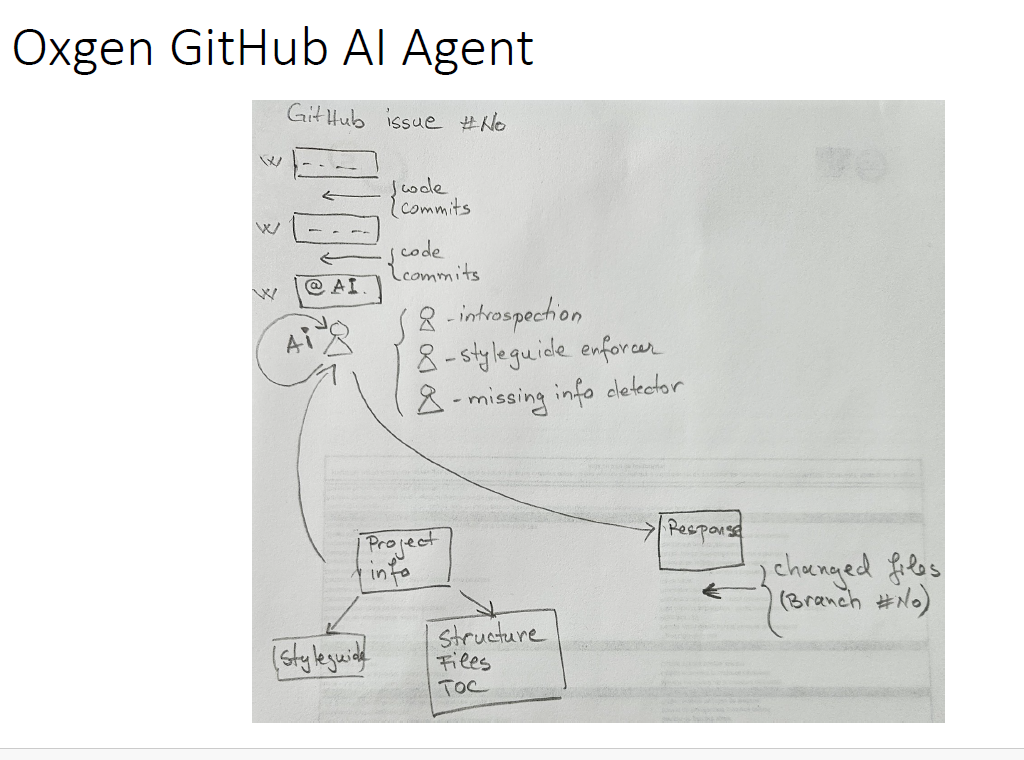 Oxgen GitHub AI Agent
GitHub issue #No
W
code
commits
W
code
commits
W
@ AI.
Ai
- introspection
- styleguide enforcer
- missing info detector
Project
info
Response
changed files
(Branch #No)
Styleguide
Structure
Files
TOC